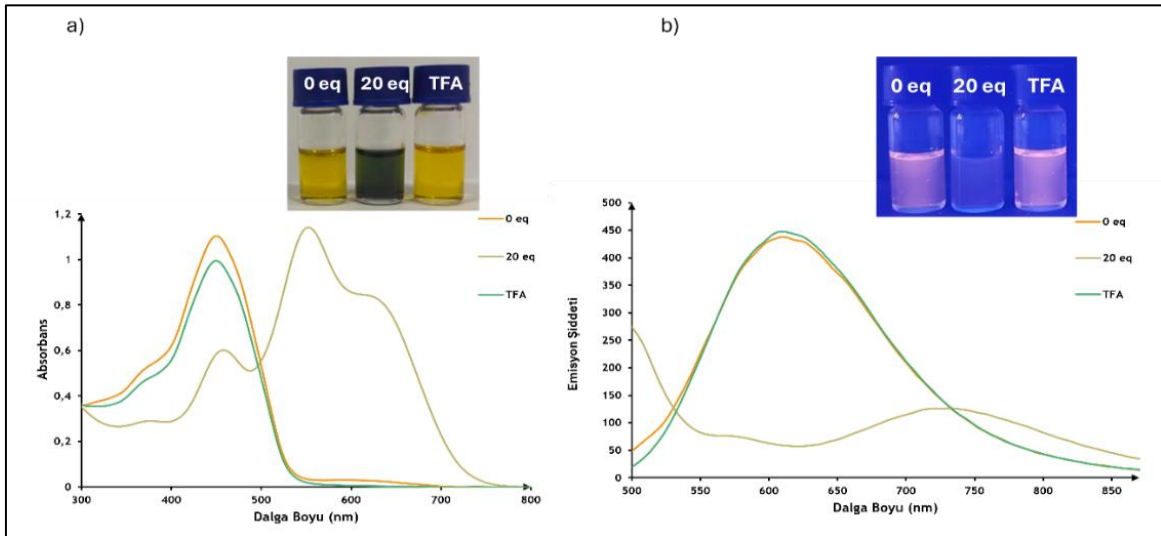 a)
0 eq 20 eq TFA
1,2
1
0,8
0,6
0,4
0,2
0
Absorbans
300 400 500 600 700 800
Dalga Boyu (nm)
0 eq
20 eq
TFA
b)
0 eq 20 eq TFA
500
450
400
350
300
250
200
150
100
50
0
Emisyon Şiddeti
500 550 600 650 700 750 800 850
Dalga Boyu (nm)
0 eq
20 eq
TFA